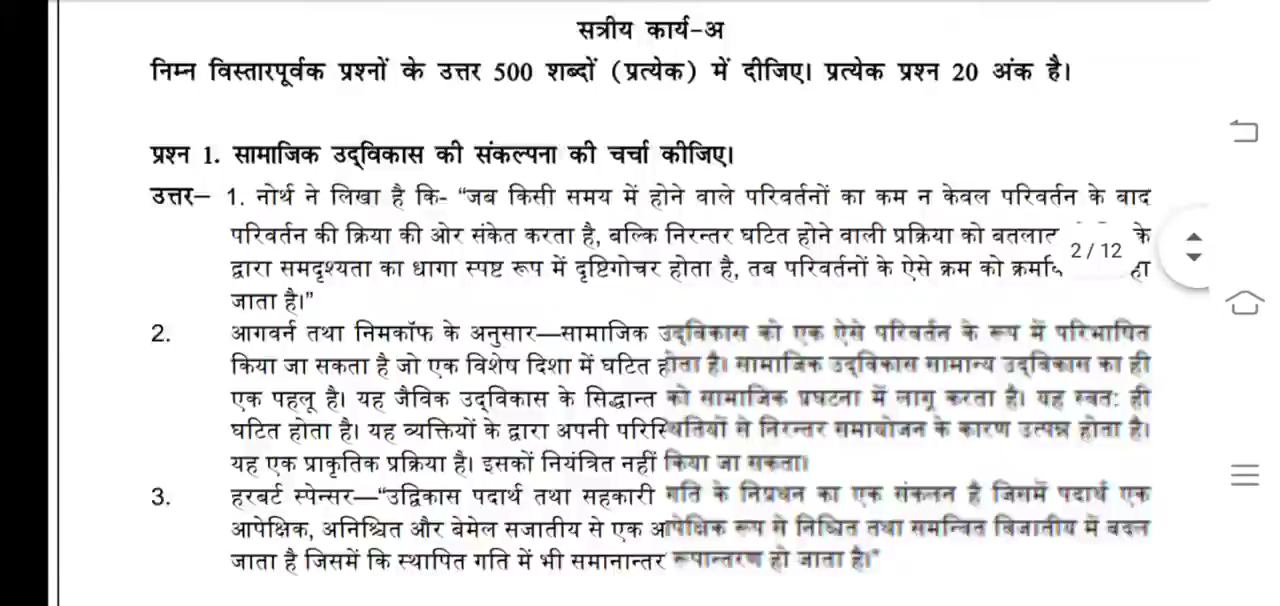 सत्रीय कार्य-अ
निम्न विस्तारपूर्वक प्रश्नों के उत्तर 500 शब्दों (प्रत्येक) में दीजिए। प्रत्येक प्रश्न 20 अंक है।
प्रश्न 1. सामाजिक उद्‌विकास की संकल्पना की चर्चा कीजिए।
उत्तर– 1. नोर्थ ने लिखा है कि- “जब किसी समय में होने वाले परिवर्तनों का कम न केवल परिवर्तन के बाद
परिवर्तन की क्रिया की ओर संकेत करता है, बल्कि निरन्तर घटित होने वाली प्रक्रिया को के
2 / 12
द्वारा समदृश्यता का धागा स्पष्ट रूप में दृष्टिगोचर होता है, तब परिवर्तनों के ऐसे क्रम को
जाता है।”
2. आगवर्न तथा निमकॉफ के अनुसार—सामाजिक उद्‌विकास को एक ऐसे परिवर्तन के रूप में परिभाषित
किया जा सकता है जो एक विशेष दिशा में घटित होता है। सामाजिक उद्‌विकास सामान्य उद्‌विकास का ही
एक पहलू है। यह जैविक उद्‌विकास के सिद्धान्त को सामाजिक प्रघटना में लागू करता है। यह स्वतः ही
घटित होता है। यह व्यक्तियों के द्वारा अपनी परिस्थितियों से निरन्तर समायोजन के कारण उत्पन्न होता है।
यह एक प्राकृतिक प्रक्रिया है। इसकों नियंत्रित नहीं किया जा सकता।
3. हरबर्ट स्पेन्सर—“उद्विकास पदार्थ तथा सहकारी गति के का एक संकलन है जिसमें पदार्थ एक
आपेक्षिक, अनिश्चित और बेमेल सजातीय से एक आपेक्षिक रूप से निश्चित तथा समन्वित विजातीय में बदल
जाता है जिसमें कि स्थापित गति में भी समानान्तर रूपान्तरण हो जाता है।”